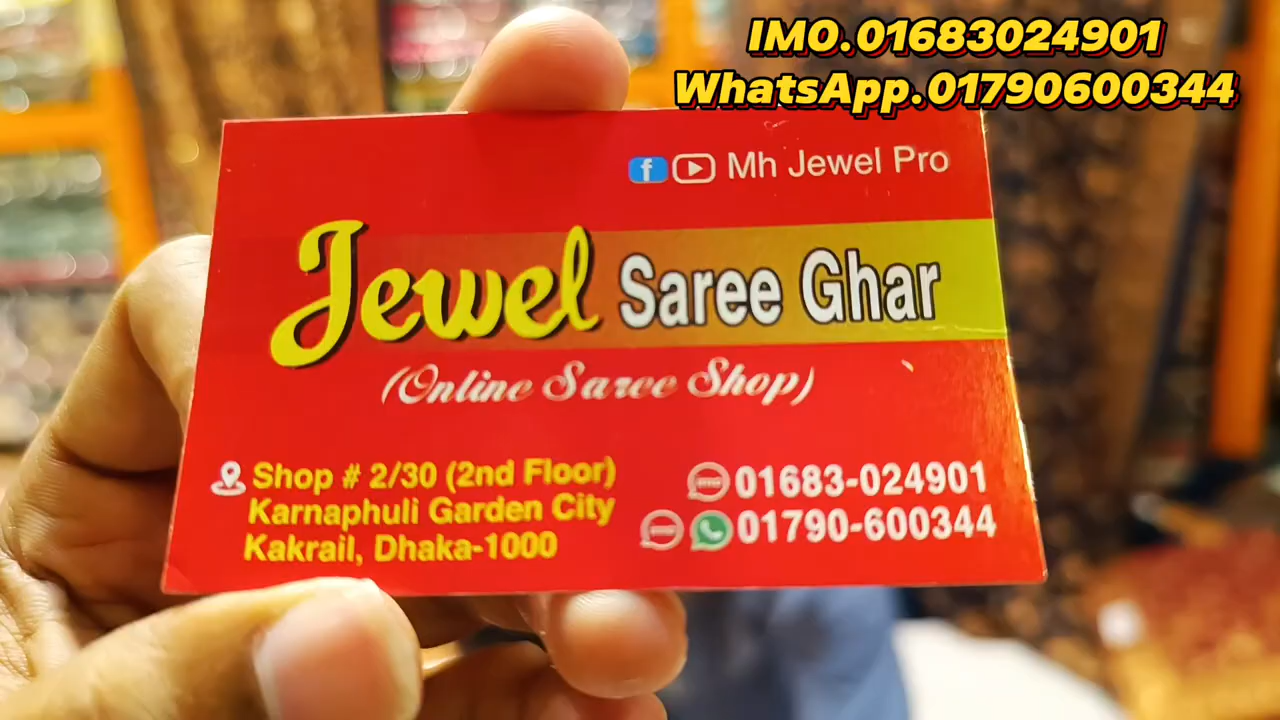 IMO.01683024901
WhatsApp.01790600344
Mh Jewel Pro
Jewel Saree Ghar
(Online Saree Shop)
Shop # 2/30 (2nd Floor)
Karnaphuli Garden City
Kakrail, Dhaka-1000
01683-024901
01790-600344